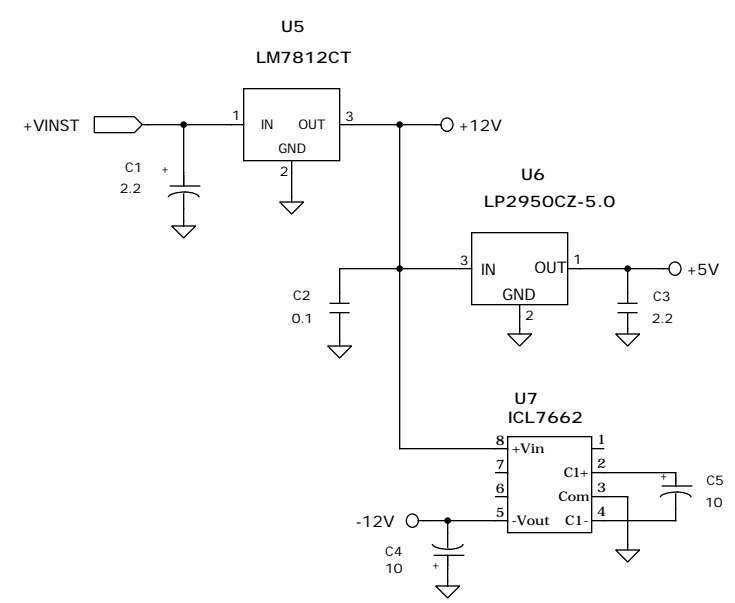 U5
LM7812CT
+VINST
1
IN OUT
3
GND
2
+12V
C1
+
2.2
U6
LP2950CZ-5.0
3
IN OUT
1
GND
2
+5V
C2
0.1
C3
2.2
U7
ICL7662
8
+Vin
1
7
C1+
2
6
Com
3
5
-Vout
C1-
4
+
C5
10
-12V
C4
10
+